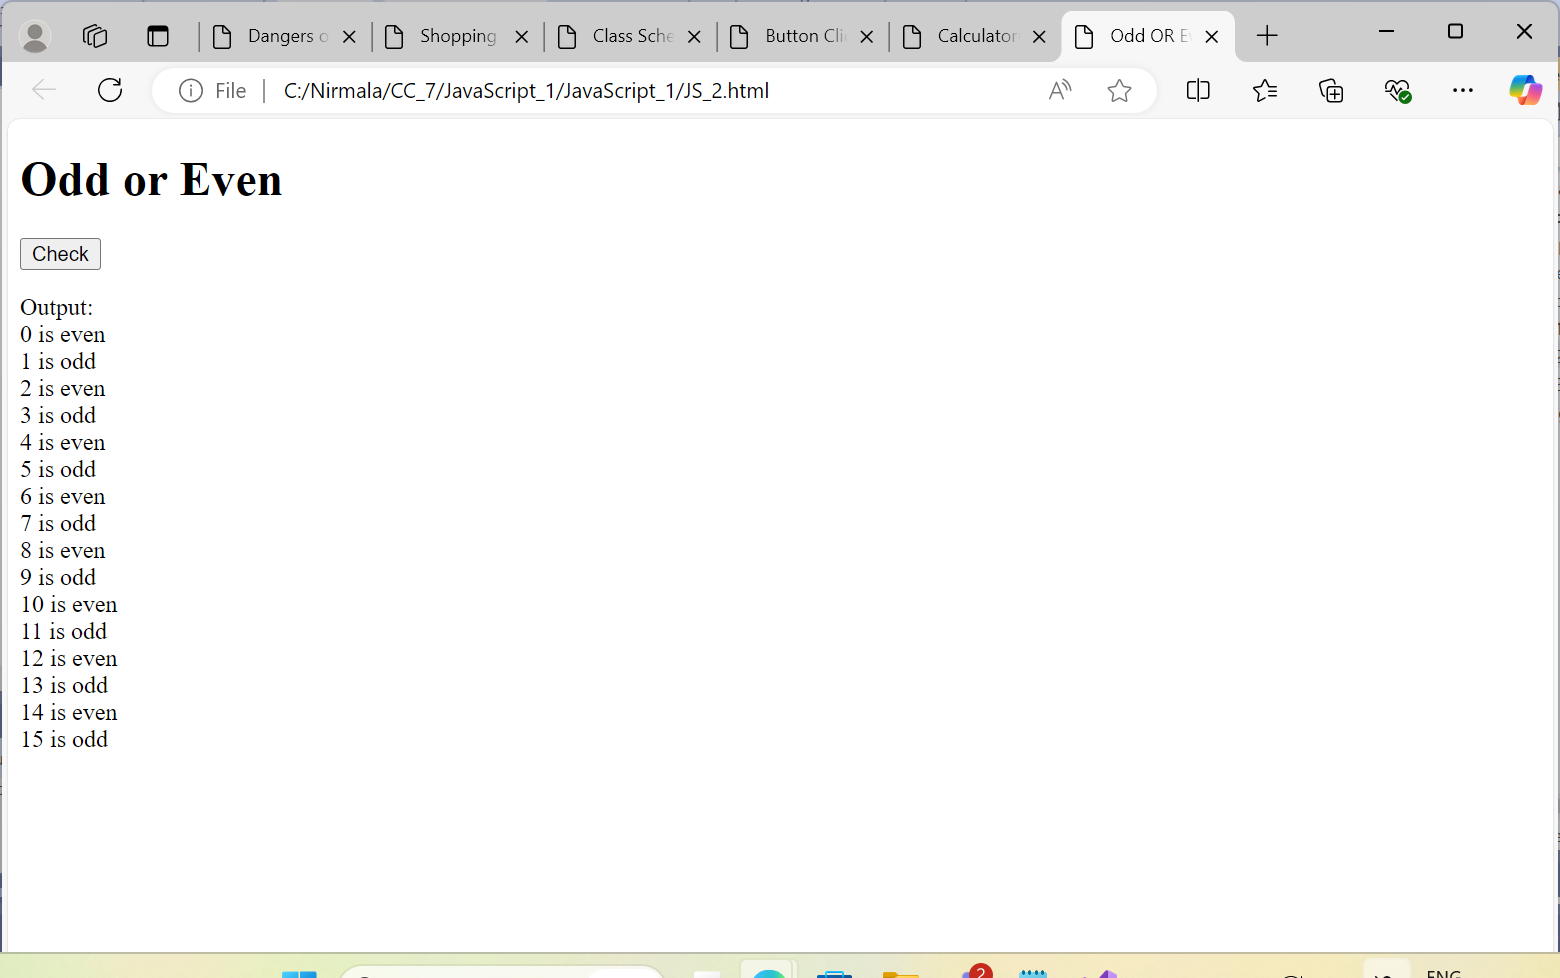 Dangers o
Shopping
Class Sche
Button Cli
Calculator
Odd OR E
File
C:/Nirmala/CC_7/JavaScript_1/JavaScript_1/JS_2.html
Odd or Even
Check
Output:
0 is even
1 is odd
2 is even
3 is odd
4 is even
5 is odd
6 is even
7 is odd
8 is even
9 is odd
10 is even
11 is odd
12 is even
13 is odd
14 is even
15 is odd
2
ENG